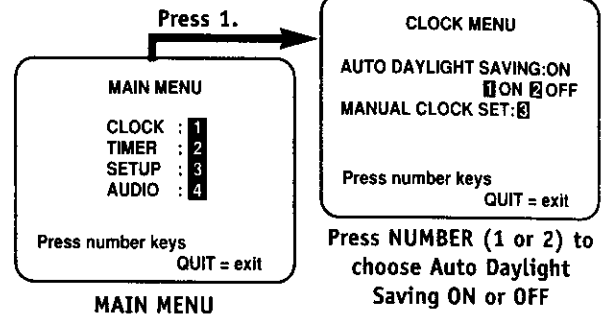 Press 1.
MAIN MENU
CLOCK : 1
TIMER : 2
SETUP : 3
AUDIO : 4
Press number keys
QUIT = exit
MAIN MENU
CLOCK MENU
AUTO DAYLIGHT SAVING:ON
1 ON 2 OFF
MANUAL CLOCK SET:3
Press number keys
QUIT = exit
Press NUMBER (1 or 2) to
choose Auto Daylight
Saving ON or OFF